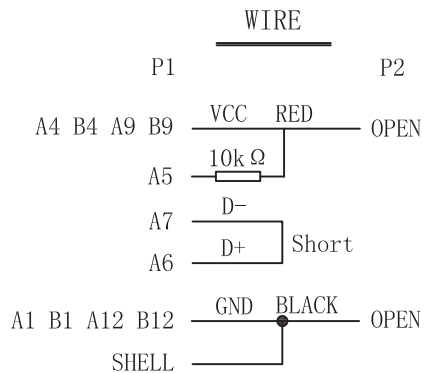 WIRE
P1 P2
A4 B4 A9 B9 VCC RED OPEN
10kΩ
A5
A7 D-
Short
A6 D+
A1 B1 A12 B12 GND BLACK OPEN
SHELL